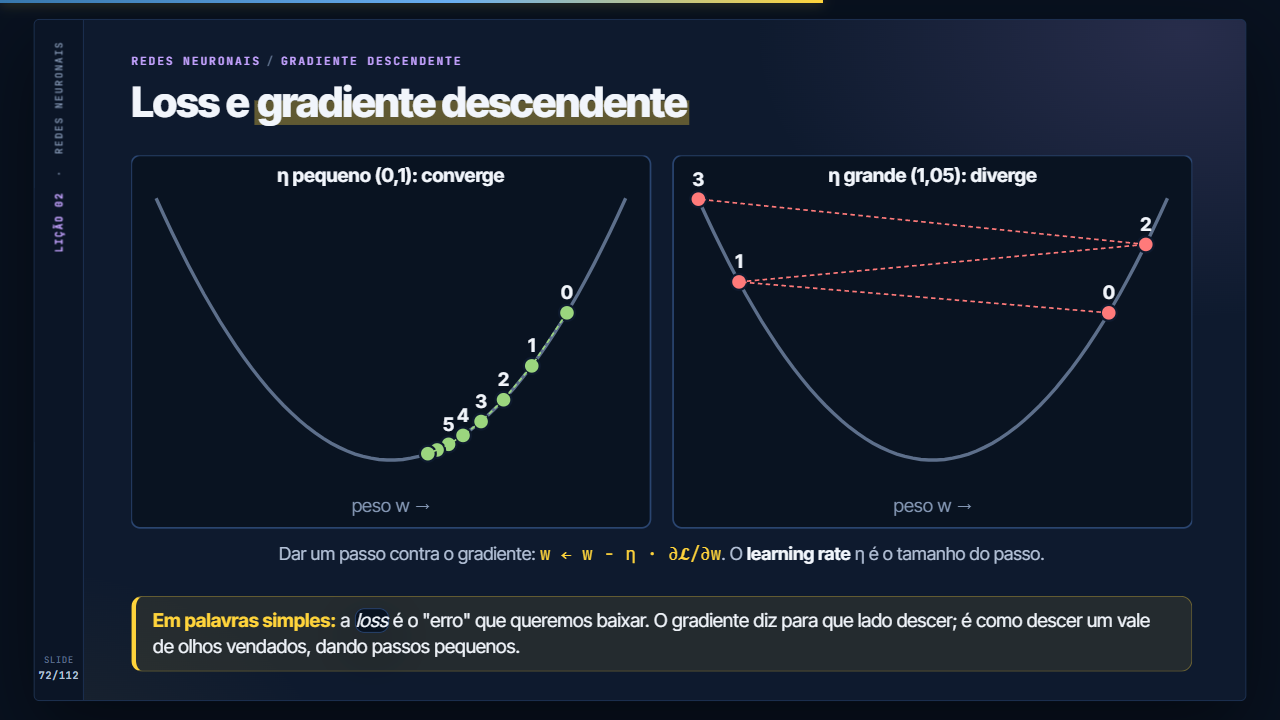 LIÇÃO 02 · REDES NEURONAIS
REDES NEURONAIS / GRADIENTE DESCENDENTE
Loss e gradiente descendente
η pequeno (0,1): converge
0
1
2
3
4
5
peso w →
η grande (1,05): diverge
3
2
1
0
peso w →
Dar um passo contra o gradiente: w ← w - η · ∂ℒ/∂w. O learning rate η é o tamanho do passo.
Em palavras simples: a loss é o "erro" que queremos baixar. O gradiente diz para que lado descer; é como descer um vale
de olhos vendados, dando passos pequenos.
SLIDE
72/112